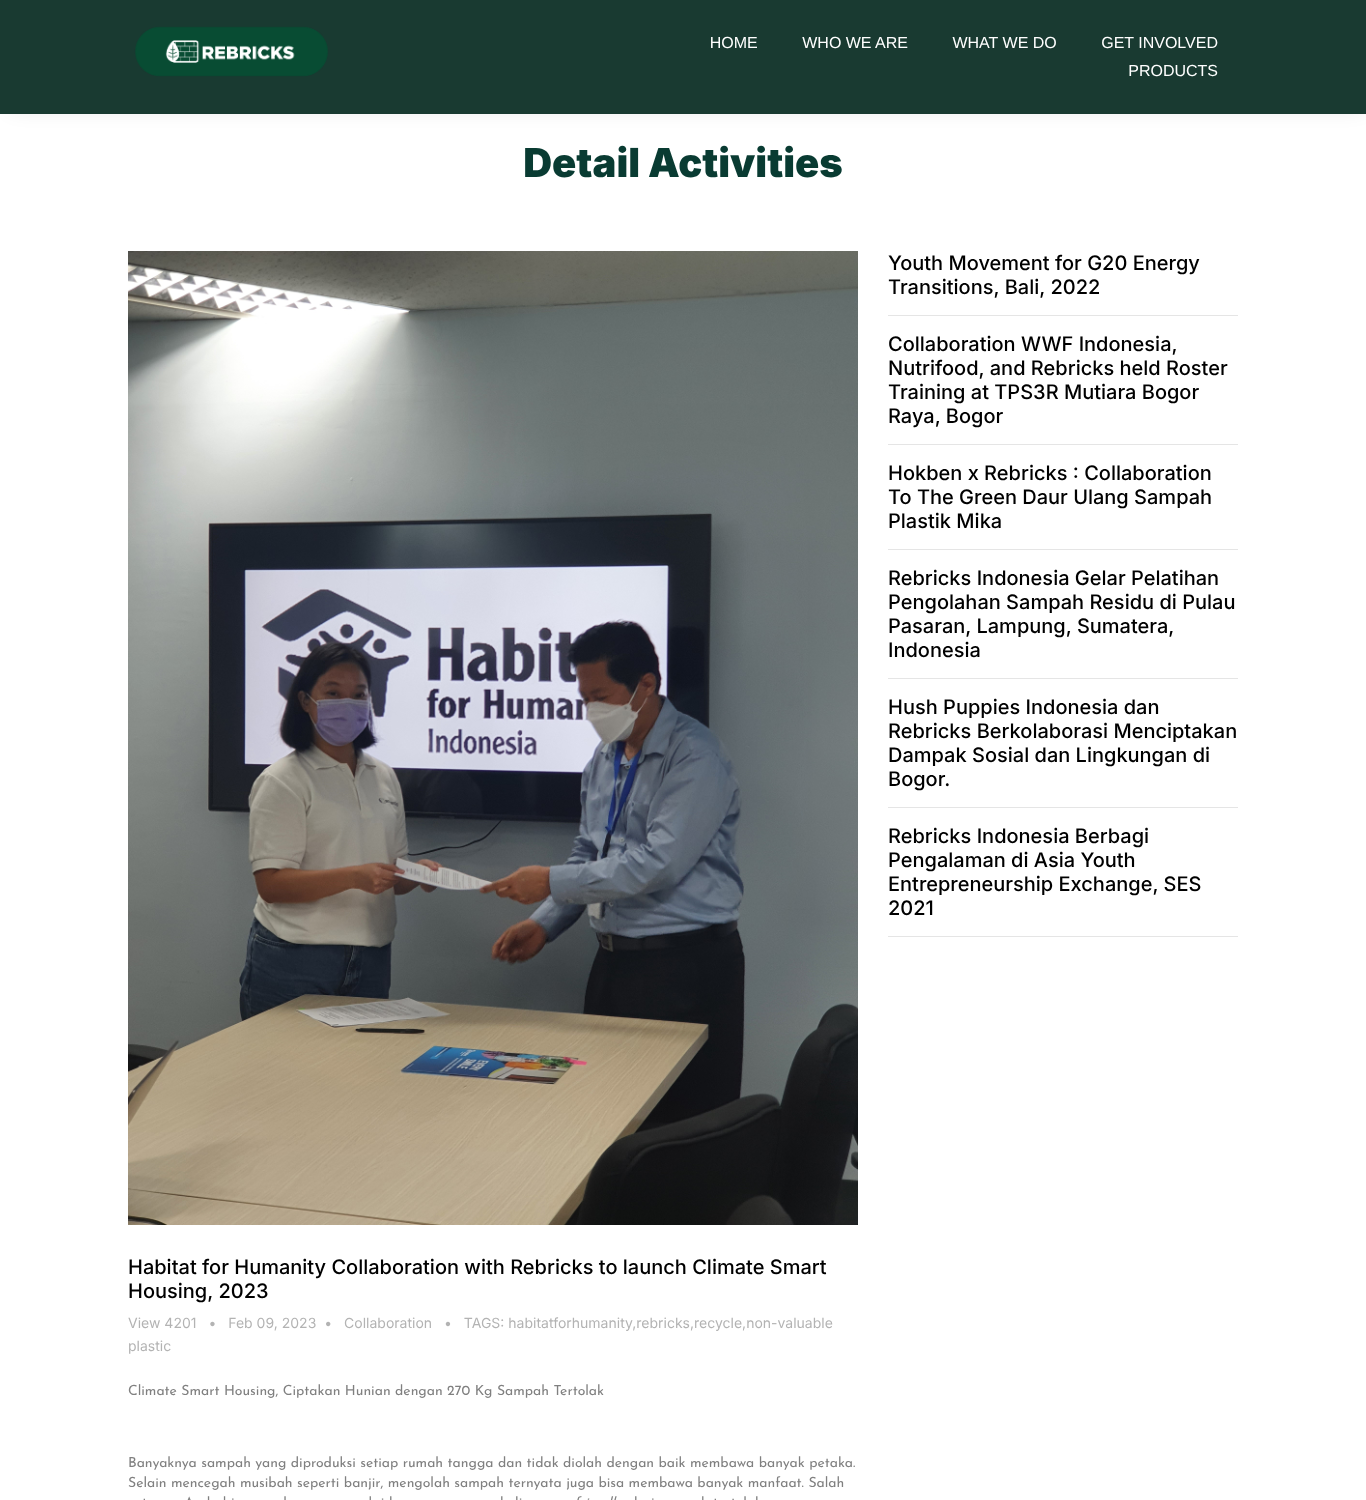 REBRICKS
HOME WHO WE ARE WHAT WE DO GET INVOLVED
PRODUCTS
Detail Activities
Habit
for Human
Indonesia
Habitat for Humanity Collaboration with Rebricks to launch Climate Smart
Housing, 2023
View 4201 • Feb 09, 2023 • Collaboration • TAGS: habitatforhumanity,rebricks,recycle,non-valuable
plastic
Climate Smart Housing, Ciptakan Hunian dengan 270 Kg Sampah Tertolak
Banyaknya sampah yang diproduksi setiap rumah tangga dan tidak diolah dengan baik membawa banyak petaka.
Selain mencegah musibah seperti banjir, mengolah sampah ternyata juga bisa membawa banyak manfaat. Salah
Youth Movement for G20 Energy
Transitions, Bali, 2022
Collaboration WWF Indonesia,
Nutrifood, and Rebricks held Roster
Training at TPS3R Mutiara Bogor
Raya, Bogor
Hokben x Rebricks : Collaboration
To The Green Daur Ulang Sampah
Plastik Mika
Rebricks Indonesia Gelar Pelatihan
Pengolahan Sampah Residu di Pulau
Pasaran, Lampung, Sumatera,
Indonesia
Hush Puppies Indonesia dan
Rebricks Berkolaborasi Menciptakan
Dampak Sosial dan Lingkungan di
Bogor.
Rebricks Indonesia Berbagi
Pengalaman di Asia Youth
Entrepreneurship Exchange, SES
2021